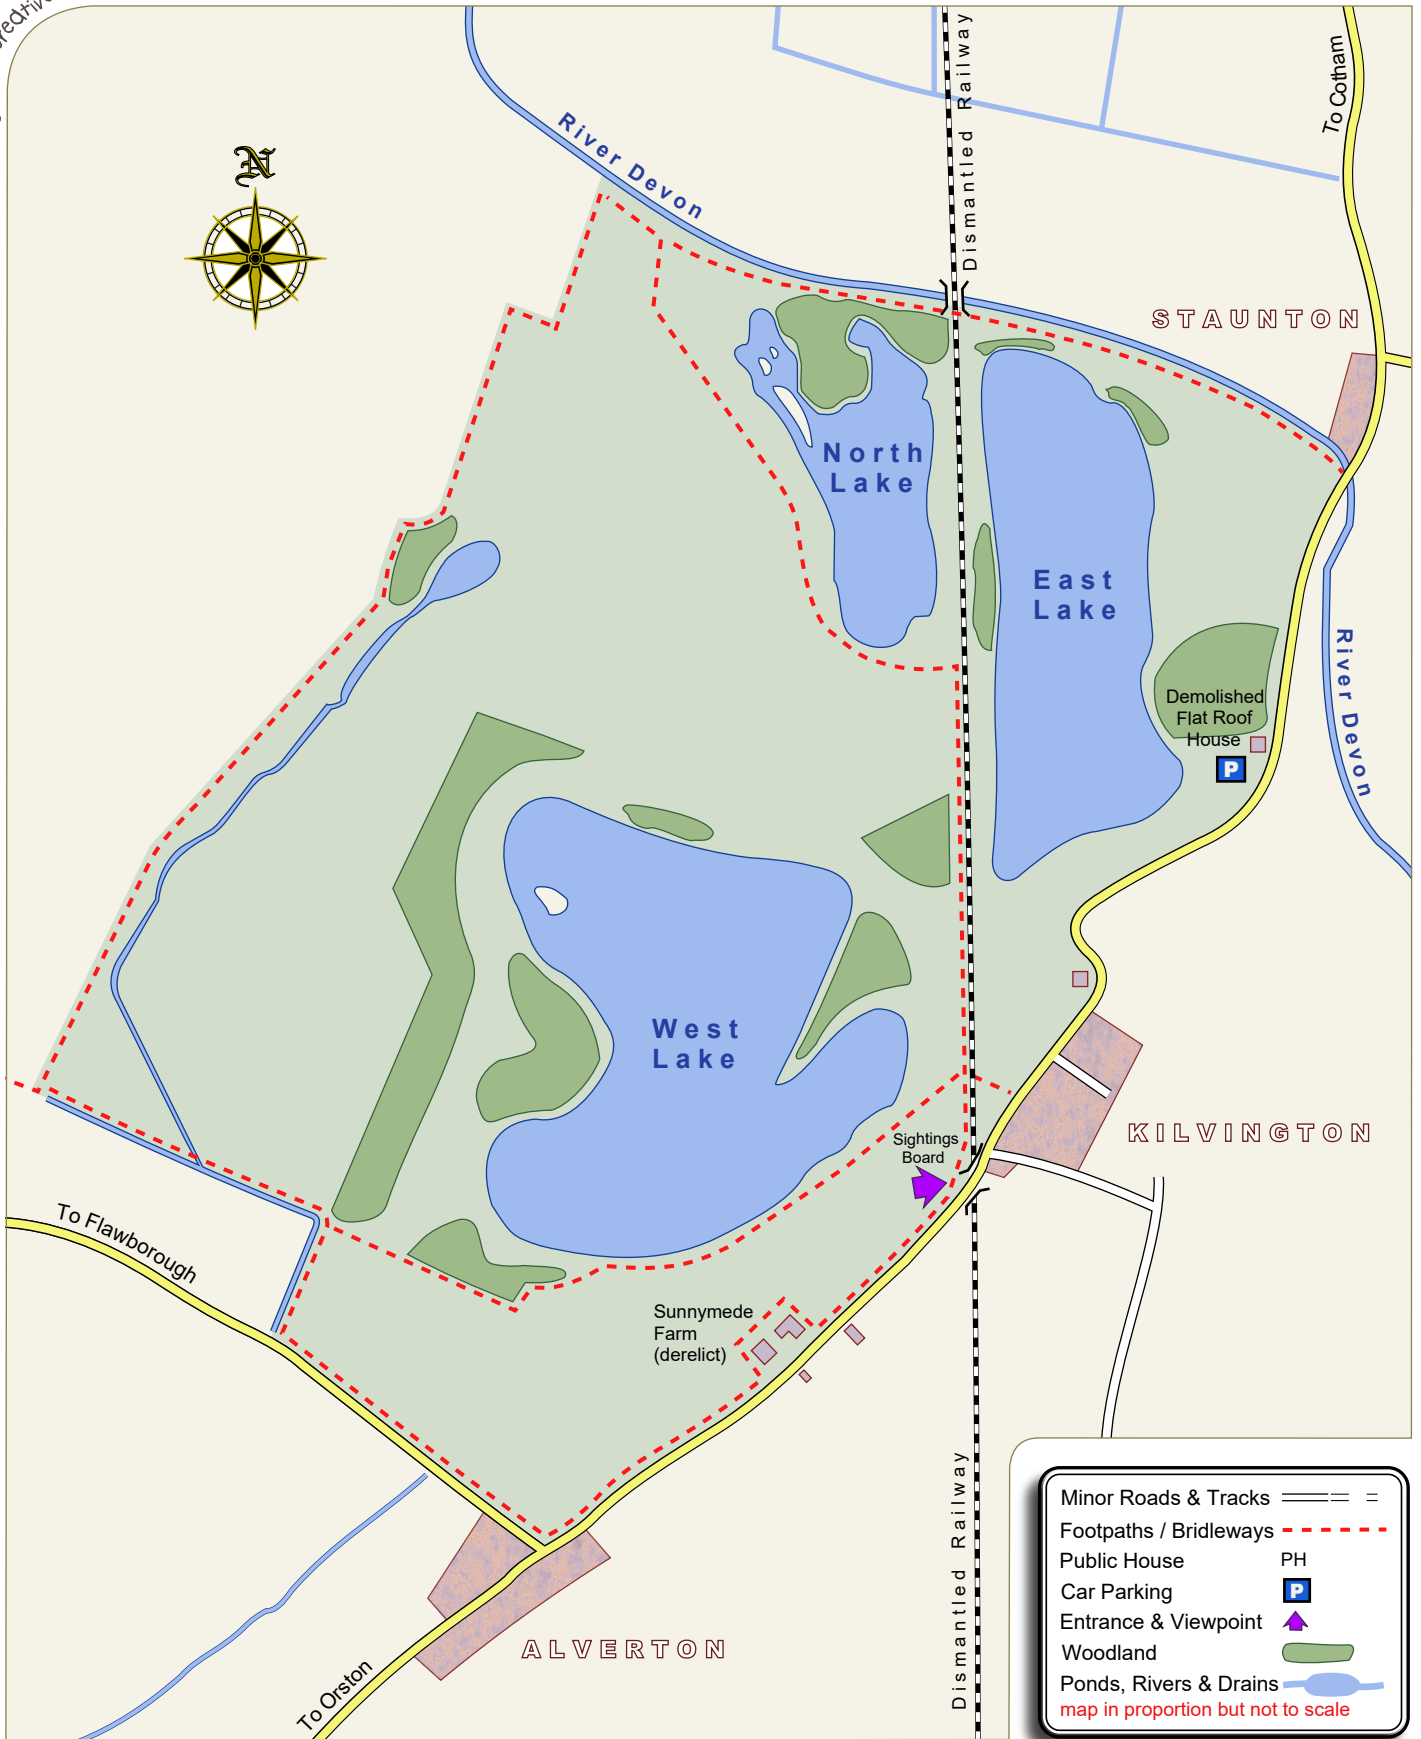 N
River Devon
Dismantled Railway
To Cotham
STAUNTON
North
Lake
East
Lake
River Devon
Demolished
Flat Roof
House
P
West
Lake
Sightings
Board
KILVINGTON
To Flawborough
Sunnymede
Farm
(derelict)
Dismantled Railway
ALVERTON
To Orston
Minor Roads & Tracks
Footpaths / Bridleways
Public House PH
Car Parking P
Entrance & Viewpoint
Woodland
Ponds, Rivers & Drains
map in proportion but not to scale